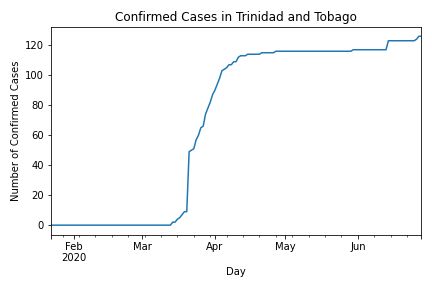 Confirmed Cases in Trinidad and Tobago
Number of Confirmed Cases
120
100
80
60
40
20
0
Feb Mar Apr May Jun
2020
Day